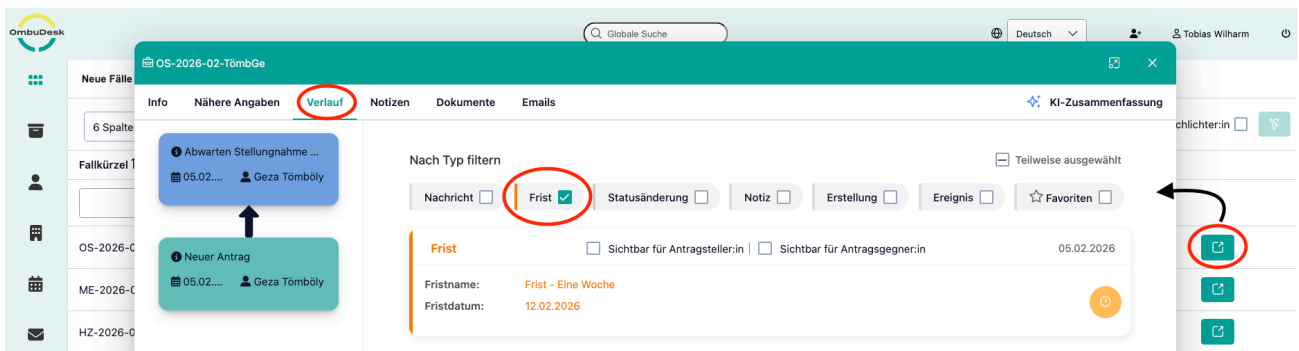 OmbuDesk
Globale Suche
Deutsch
Tobias Wilharm
OS-2026-02-TömbGe
Neue Fälle
Info Nähere Angaben Verlauf Notizen Dokumente Emails KI-Zusammenfassung
6 Spalte
chlichter:in
Abwarten Stellungnahme ...
05.02.... Geza Tömböly
Fallkürzel
Nach Typ filtern
Teilweise ausgewählt
Nachricht Frist Statusänderung Notiz Erstellung Ereignis Favoriten
OS-2026-0
Neuer Antrag
05.02.... Geza Tömböly
Frist Sichtbar für Antragsteller:in | Sichtbar für Antragsgegner:in 05.02.2026
ME-2026-0
Fristname: Frist - Eine Woche
Fristdatum: 12.02.2026
HZ-2026-0